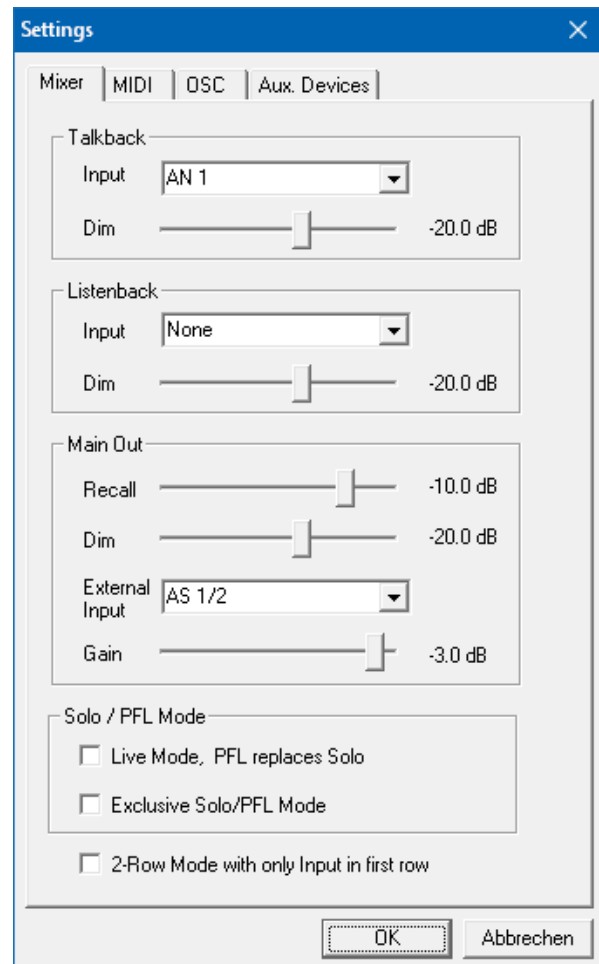 Settings
Mixer MIDI OSC Aux. Devices
Talkback
Input AN 1
Dim -20.0 dB
Listenback
Input None
Dim -20.0 dB
Main Out
Recall -10.0 dB
Dim -20.0 dB
External
Input AS 1/2
Gain -3.0 dB
Solo / PFL Mode
Live Mode, PFL replaces Solo
Exclusive Solo/PFL Mode
2-Row Mode with only Input in first row
OK Abbrechen